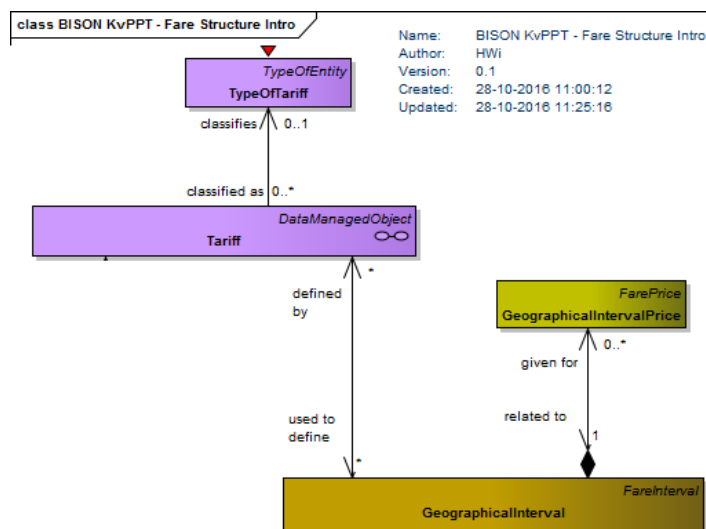 class BISON KvPPT - Fare Structure Intro
Name: BISON KvPPT - Fare Structure Intro
Author: HWi
Version: 0.1
Created: 28-10-2016 11:00:12
Updated: 28-10-2016 11:25:16
TypeOfEntity
TypeOfTariff
classifies 0..1
classified as 0..*
DataManagedObject
Tariff
*
defined
by
FarePrice
GeographicalIntervalPrice
0..*
given for
used to
define
*
related to
1
FareInterval
GeographicalInterval